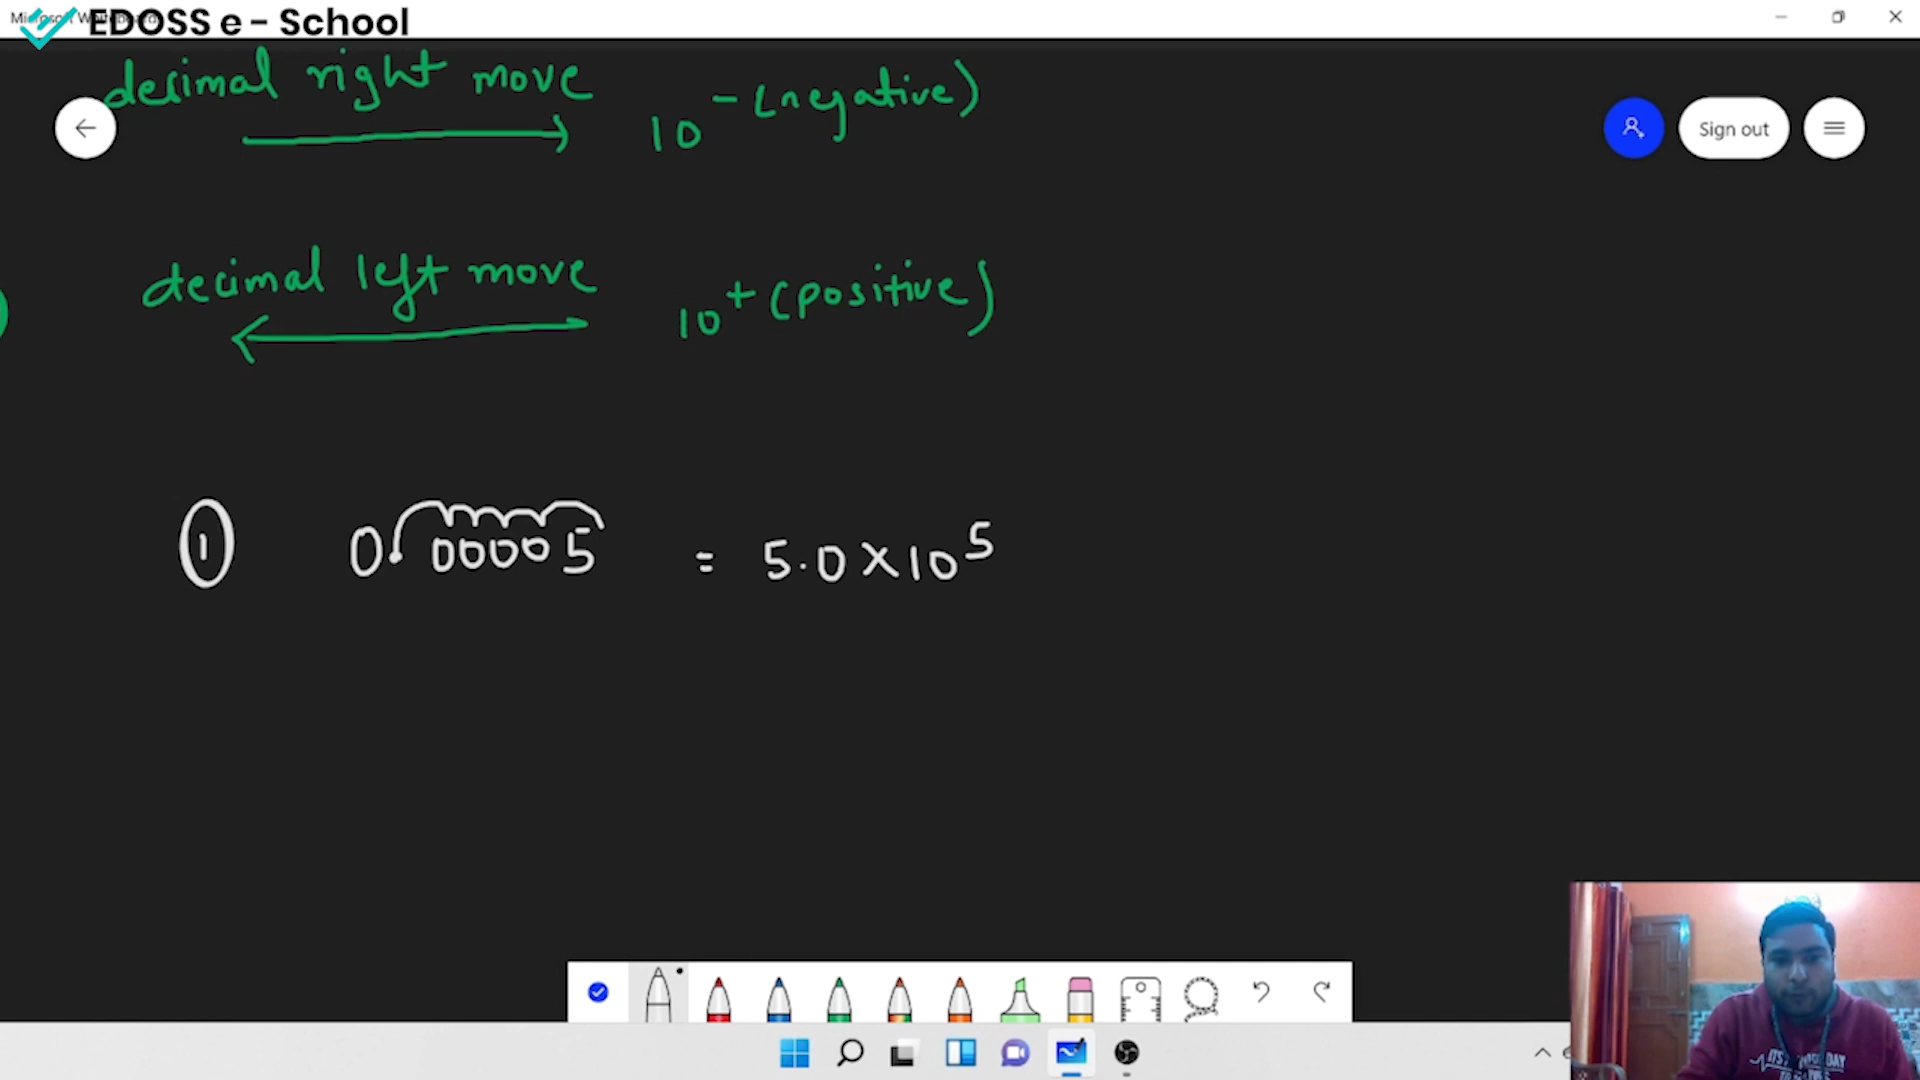 EDOSS e - School
decimal right move 10^-(negative)
Sign out
decimal left move 10^+(positive)
① 0.00005 = 5.0×10^5